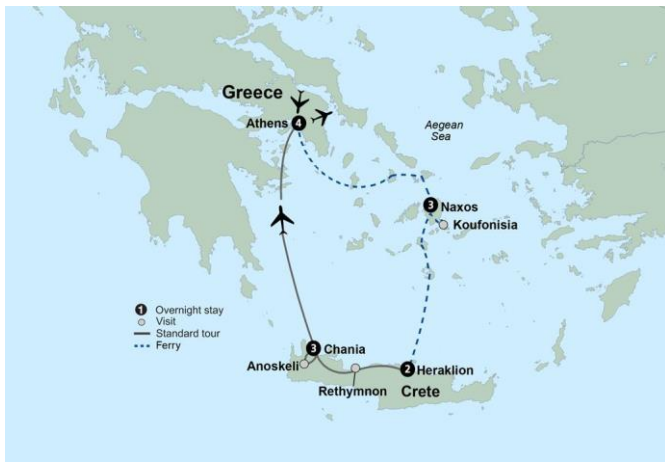 Greece
Athens 4
Aegean
Sea
3 Naxos
Koufonisia
1 Overnight stay
Visit
Standard tour
Ferry
3 Chania
Anoskeli
2 Heraklion
Rethymnon
Crete